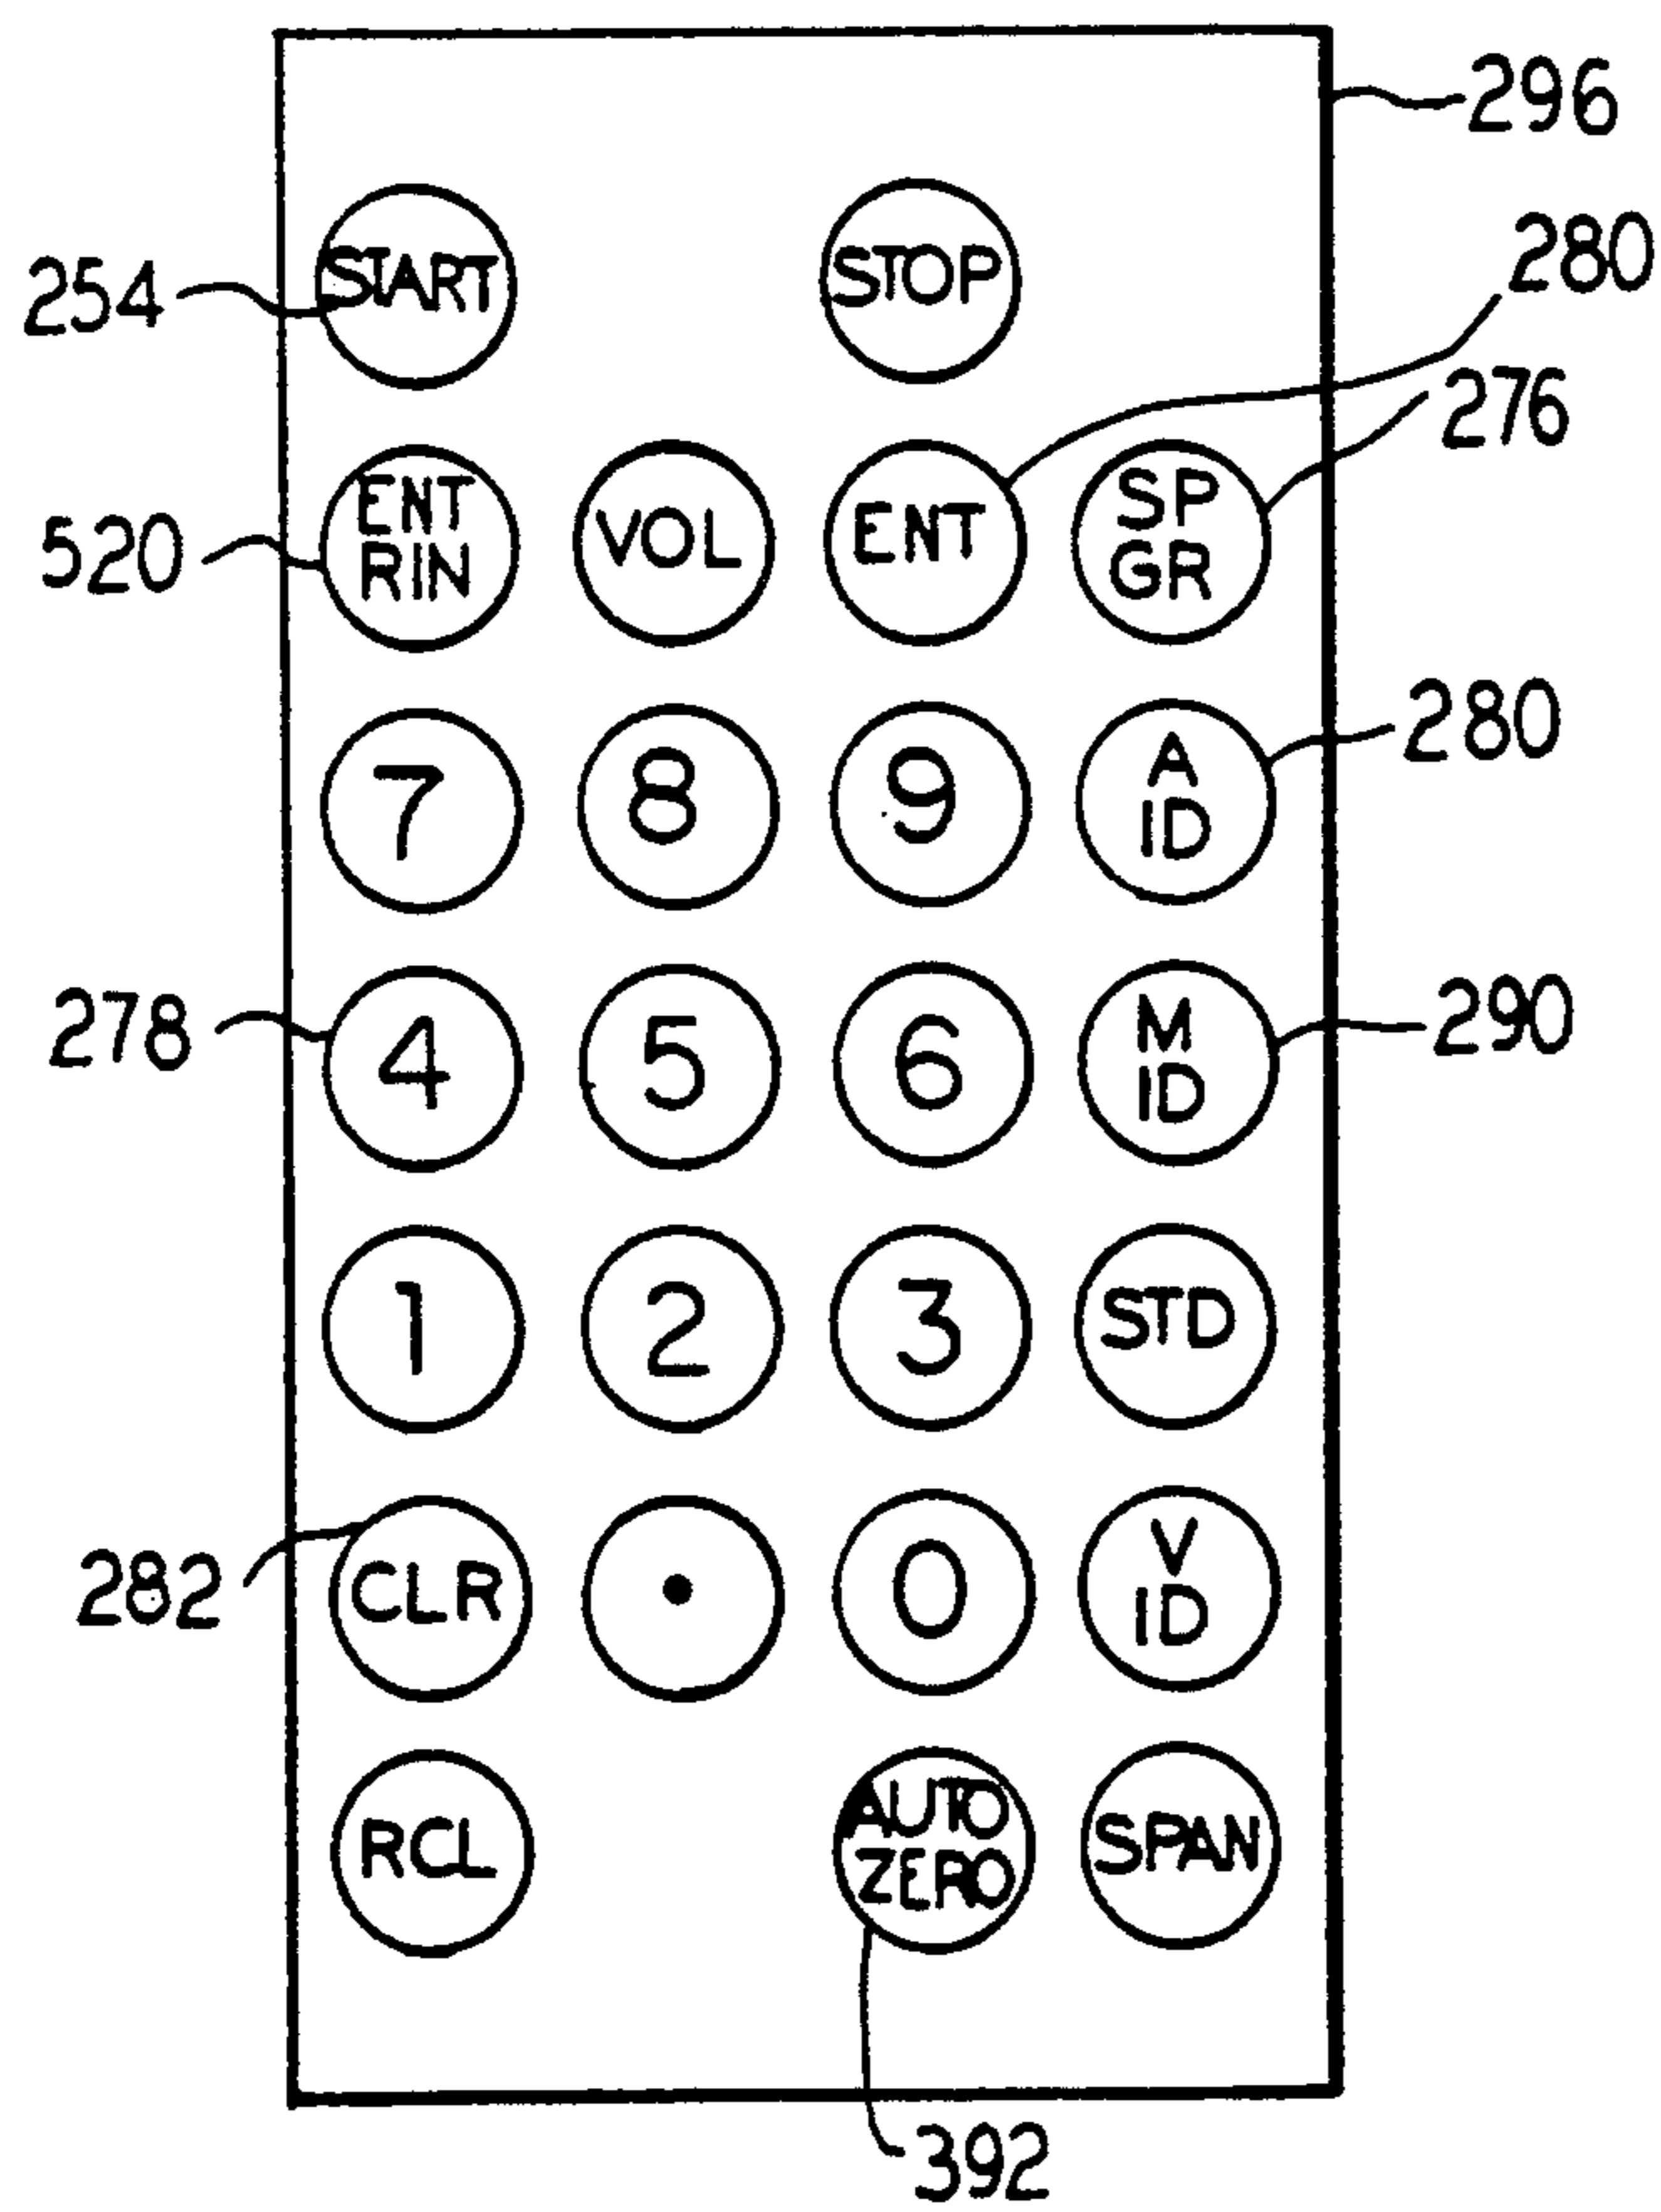 296
START
STOP
254
280
276
ENT
RIN
VOL
ENT
SP
GR
520
7
8
9
A
ID
280
4
5
6
M
ID
278
290
1
2
3
STD
CLR
.
0
V
ID
282
RCL
AUTO
ZERO
SPAN
392